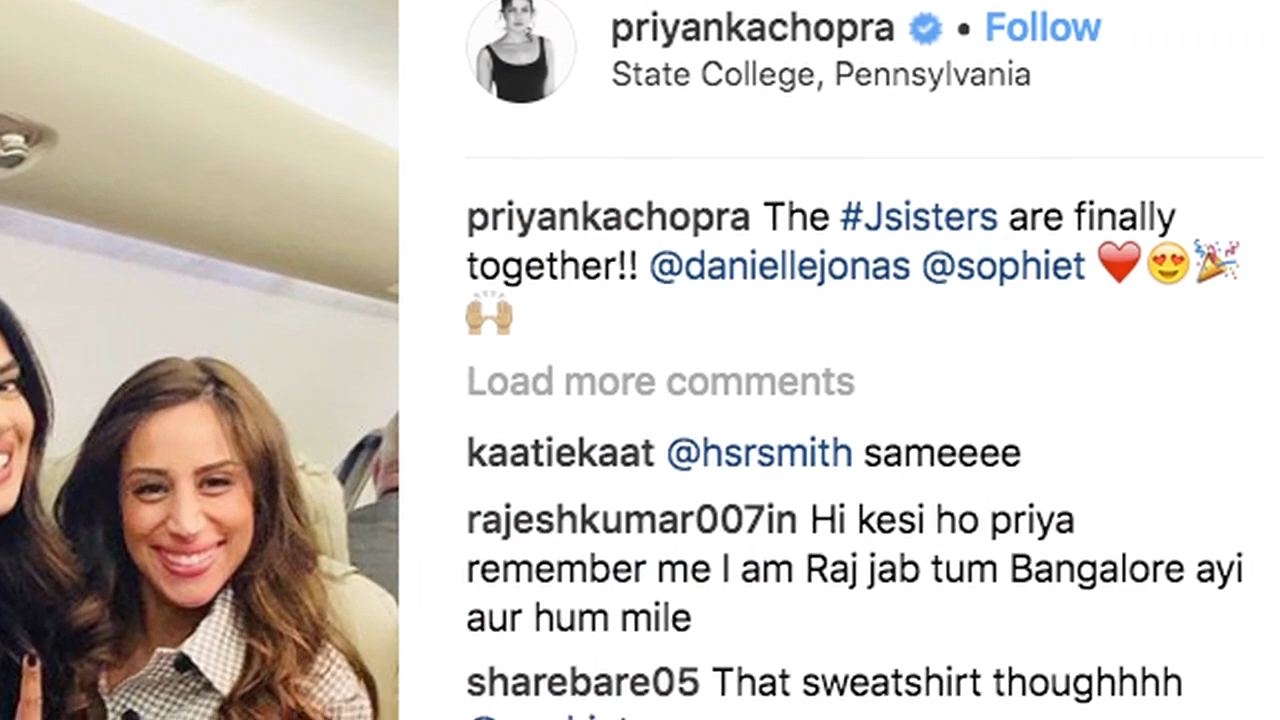 priyankachopra • Follow
State College, Pennsylvania
priyankachopra The #Jsisters are finally
together!! @daniellejonas @sophiet ❤️😍🎉
🙌🏼
Load more comments
kaatiekaat @hsrsmith sameeee
rajeshkumar007in Hi kesi ho priya
remember me I am Raj jab tum Bangalore ayi
aur hum mile
sharebare05 That sweatshirt thoughhhh